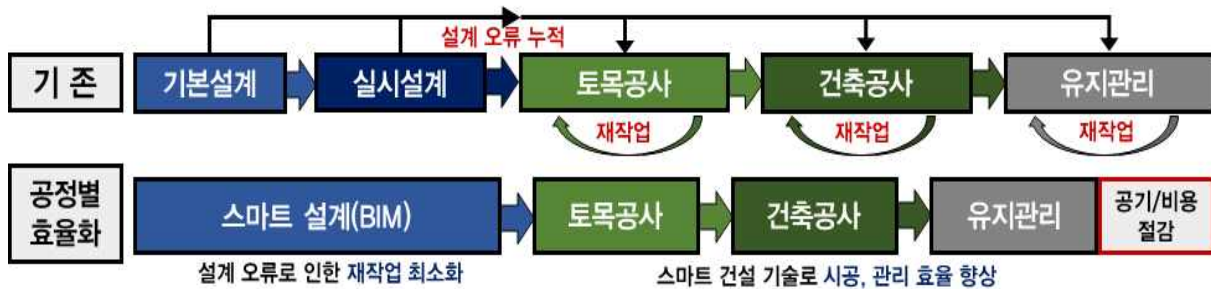 설계 오류 누적
기 존
기본설계
실시설계
토목공사
건축공사
유지관리
재작업
재작업
재작업
공정별
효율화
스마트 설계(BIM)
토목공사
건축공사
유지관리
공기/비용
절감
설계 오류로 인한 재작업 최소화
스마트 건설 기술로 시공, 관리 효율 향상